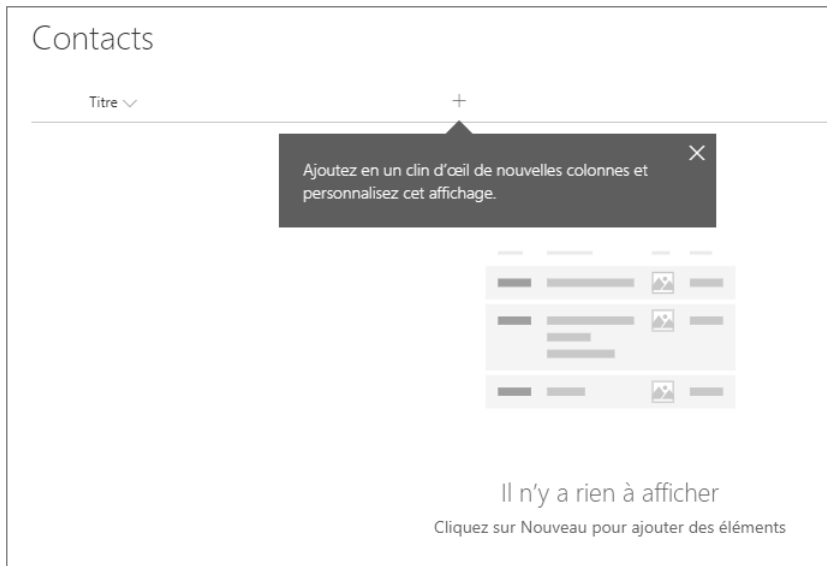 Contacts
Titre
Ajoutez en un clin d’œil de nouvelles colonnes et
personnalisez cet affichage.
Il n’y a rien à afficher
Cliquez sur Nouveau pour ajouter des éléments